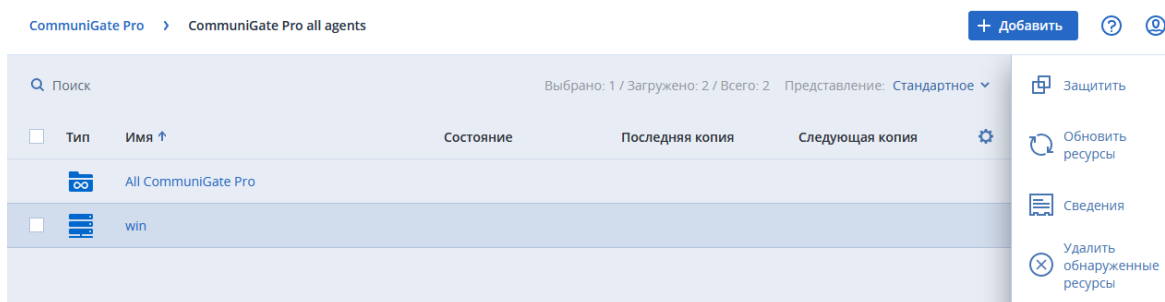 CommuniGate Pro > CommuniGate Pro all agents
+ Добавить
Поиск
Выбрано: 1 / Загружено: 2 / Всего: 2 Представление: Стандартное
Тип Имя ↑ Состояние Последняя копия Следующая копия
All CommuniGate Pro
win
Защитить
Обновить
ресурсы
Сведения
Удалить
обнаруженные
ресурсы